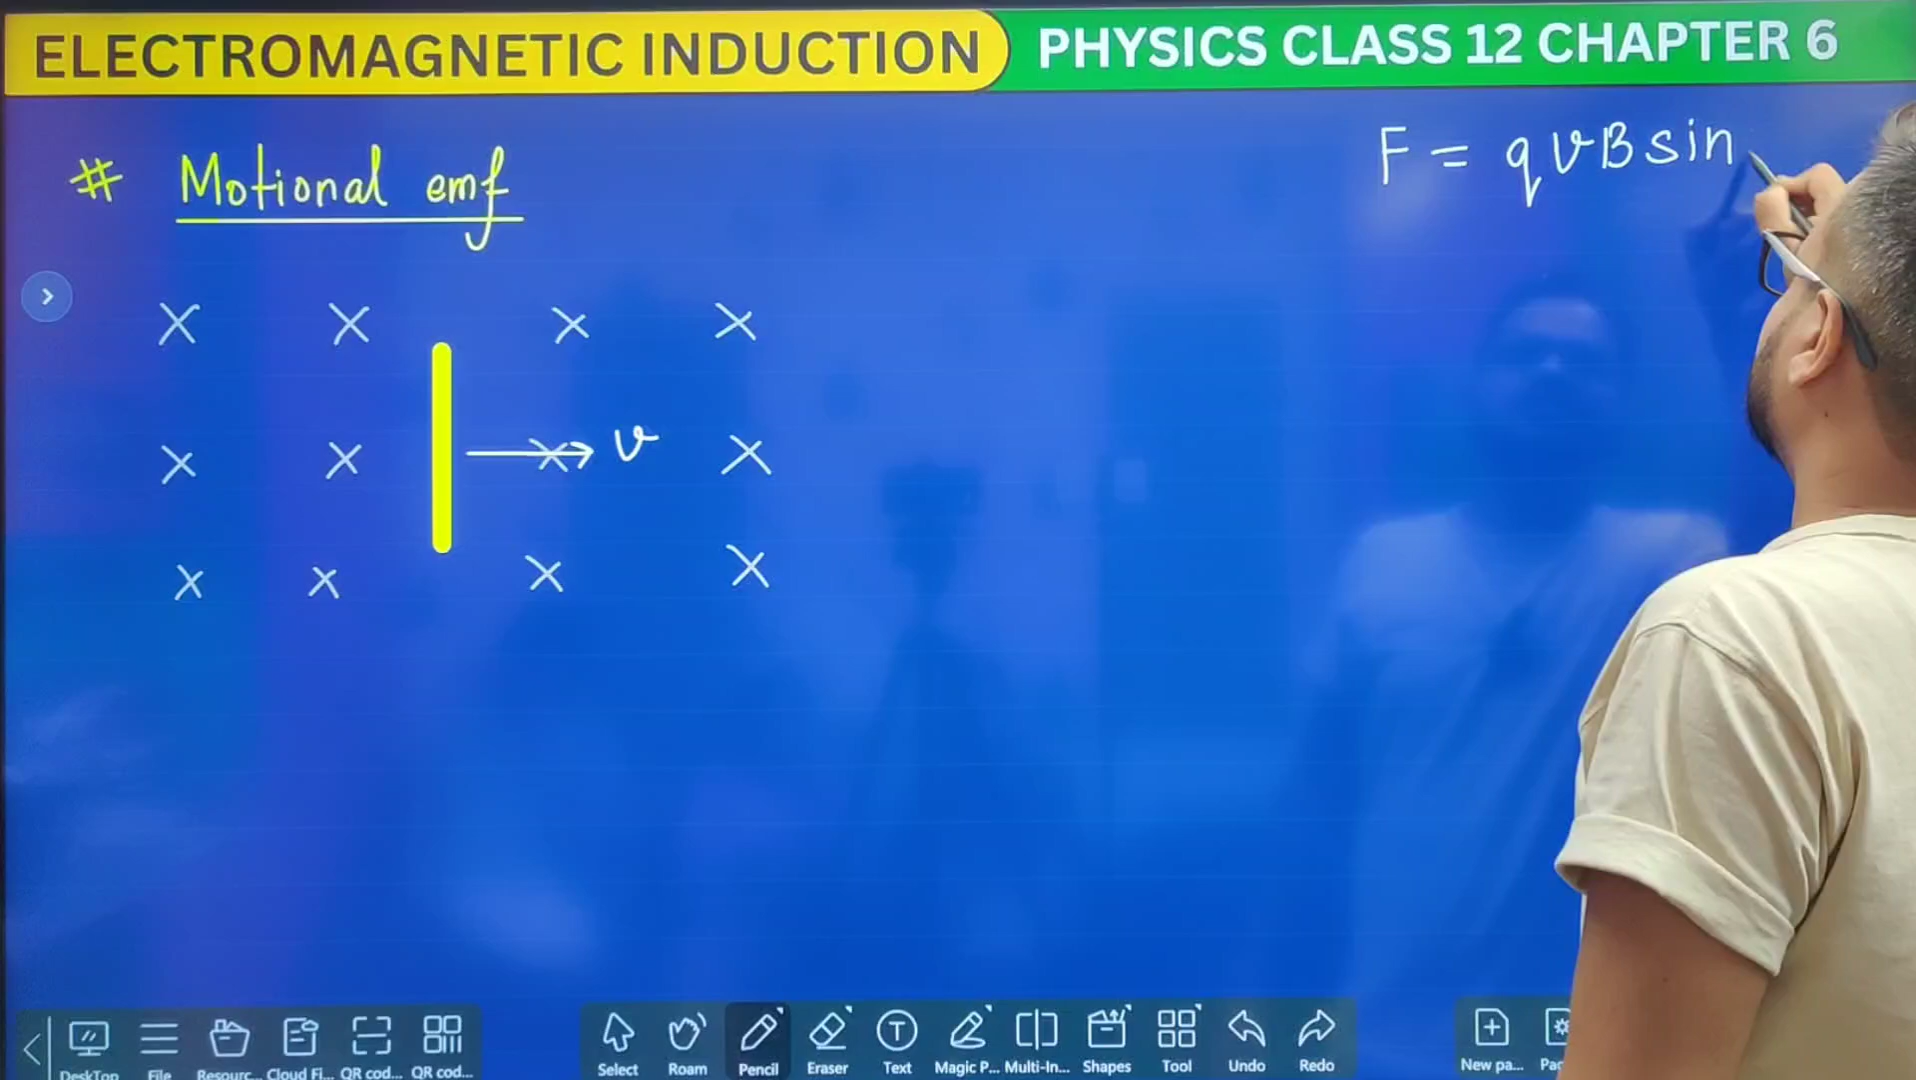 ELECTROMAGNETIC INDUCTION
PHYSICS CLASS 12 CHAPTER 6
# Motional emf
F = qvBsin
× × × ×
× × × v ×
× × × ×
DeskTop File Resourc... Cloud Fi... QR cod... QR cod... Select Roam Pencil Eraser Text Magic P... Multi-In... Shapes Tool Undo Redo New pa...